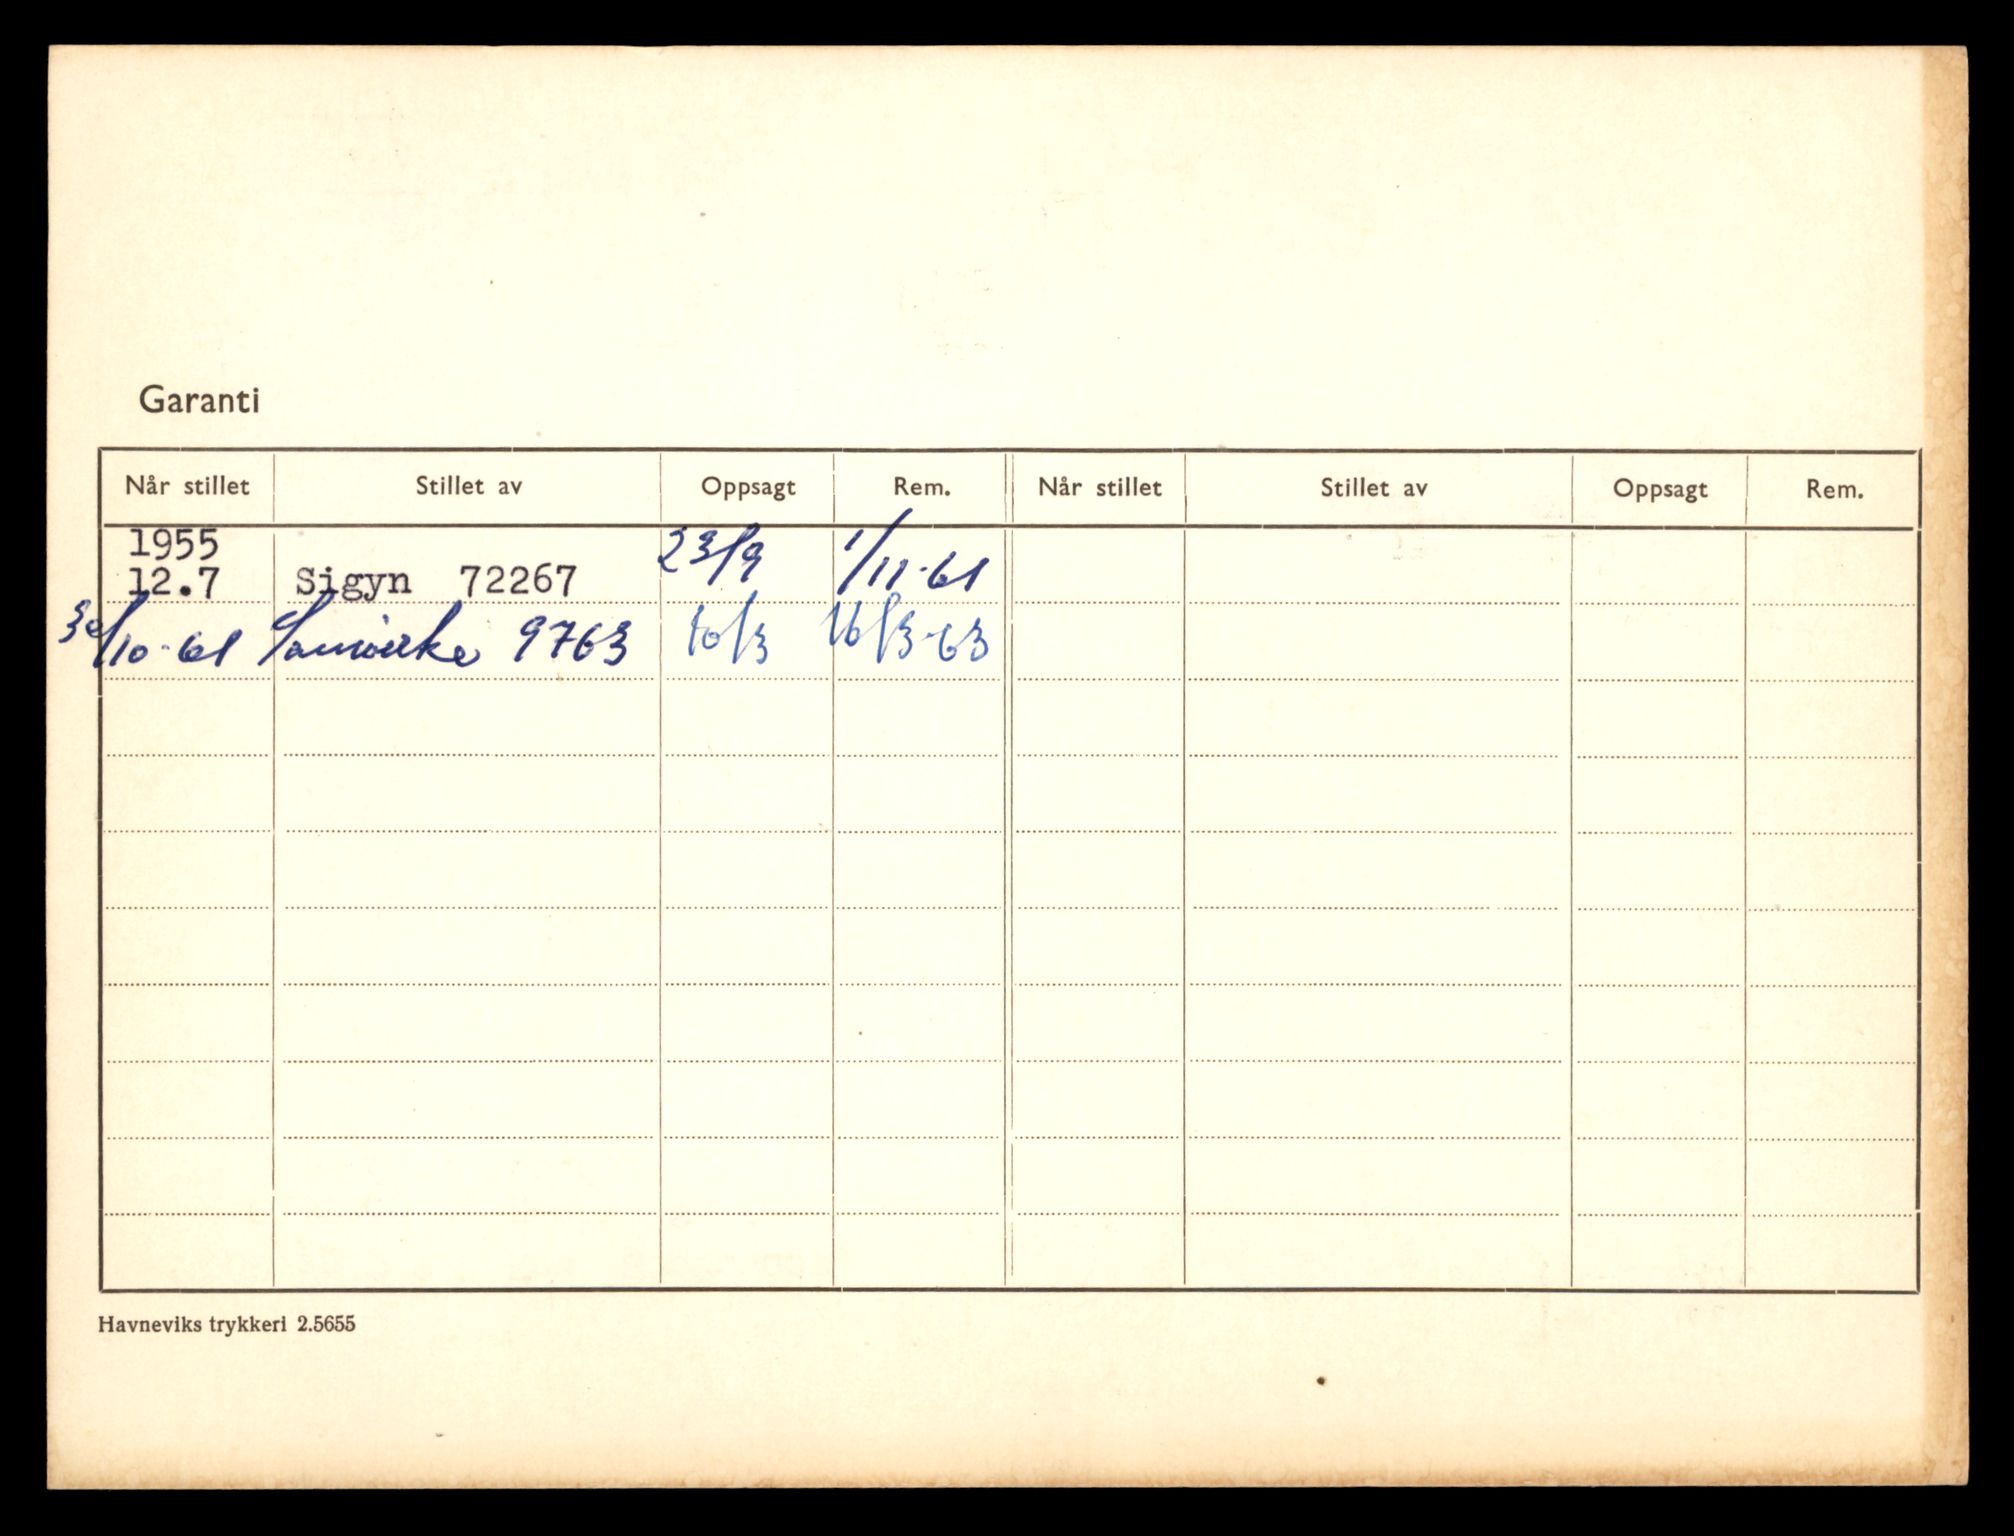 Garanti
Når stillet Stillet av Oppsagt Rem. Når stillet Stillet av Oppsagt Rem.
1955
12.7 Sigyn 72267 23/9 1/11-61
30/10-61 Samvirke 9763 10/3 16/3-63
Havneviks trykkeri 2.5655